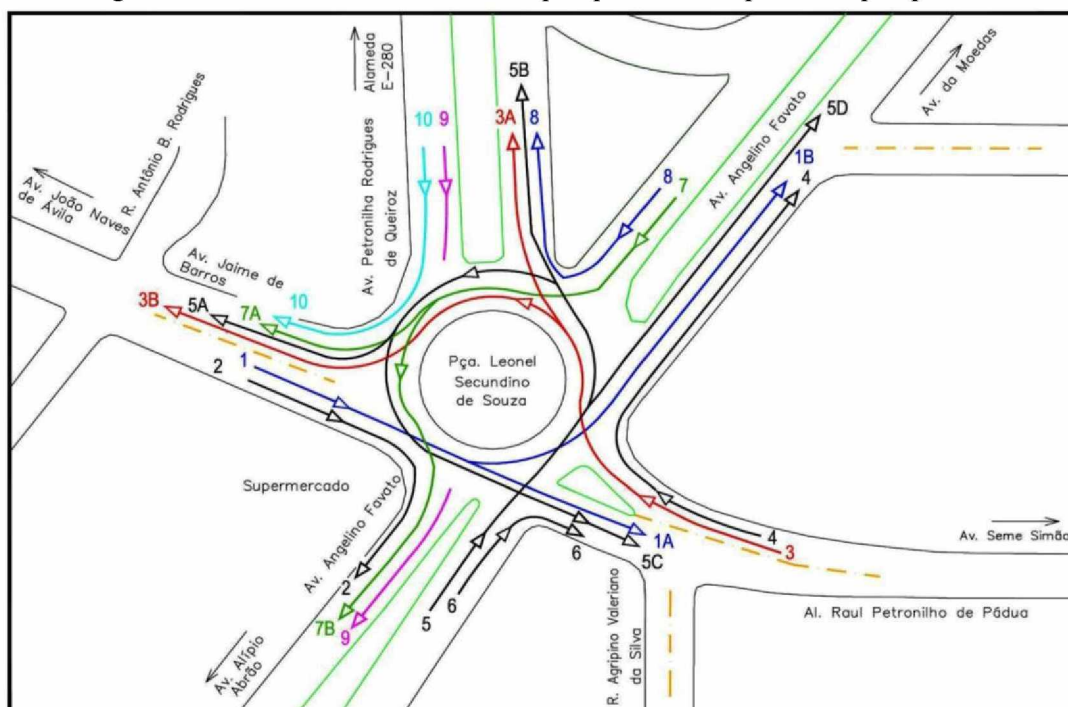 Alameda
E-280
R. Antônio B. Rodrigues
Av. João Naves
de Ávila
Av. Jaime de
Barros
Av. Petronilha Rodrigues
de Queiroz
10
9
3A
5B
8
8
7
Av. Angelino Favato
5D
Av. da Moedas
1B
4
3B
5A
7A
10
2
1
Pça. Leonel
Secundino
de Souza
Supermercado
Av. Angelino Favato
2
7B
9
5
6
6
1A
5C
4
3
Av. Seme Simão
Al. Raul Petronilho de Pádua
R. Agripino Valeriano
da Silva
Av. Alípio
Abrão